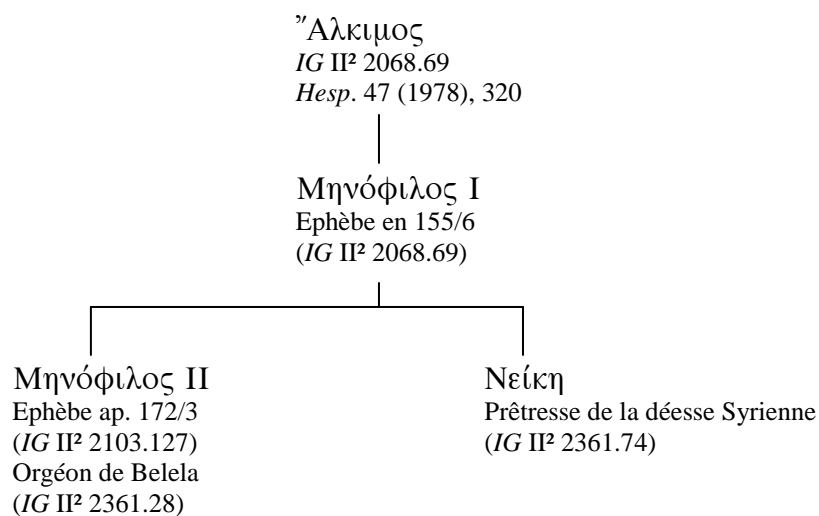 Ἄλκιμος
IG II² 2068.69
Hesp. 47 (1978), 320
Μηνόφιλος I
Ephèbe en 155/6
(IG II² 2068.69)
Μηνόφιλος II
Ephèbe ap. 172/3
(IG II² 2103.127)
Orgéon de Belela
(IG II² 2361.28)
Νείκη
Prêtresse de la déesse Syrienne
(IG II² 2361.74)